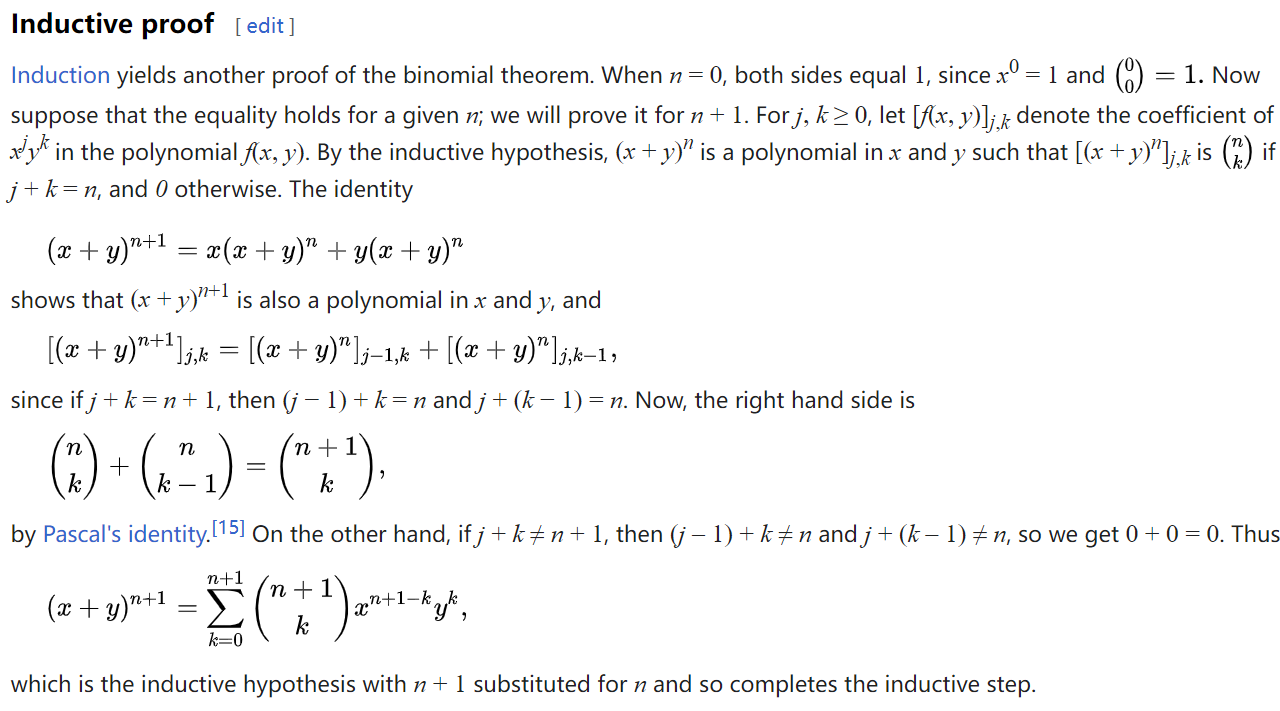 Inductive proof [ edit ]
Induction yields another proof of the binomial theorem. When n = 0, both sides equal 1, since x^0 = 1 and \binom{0}{0} = 1. Now
suppose that the equality holds for a given n; we will prove it for n + 1. For j, k ≥ 0, let [f(x, y)]_{j,k} denote the coefficient of
x^j y^k in the polynomial f(x, y). By the inductive hypothesis, (x + y)^n is a polynomial in x and y such that [(x + y)^n]_{j,k} is \binom{n}{k} if
j + k = n, and 0 otherwise. The identity
(x + y)^{n+1} = x(x + y)^n + y(x + y)^n
shows that (x + y)^{n+1} is also a polynomial in x and y, and
[(x + y)^{n+1}]_{j,k} = [(x + y)^n]_{j−1,k} + [(x + y)^n]_{j,k−1},
since if j + k = n + 1, then (j − 1) + k = n and j + (k − 1) = n. Now, the right hand side is
\binom{n}{k} + \binom{n}{k − 1} = \binom{n + 1}{k},
by Pascal's identity.[15] On the other hand, if j + k ≠ n + 1, then (j – 1) + k ≠ n and j + (k – 1) ≠ n, so we get 0 + 0 = 0. Thus
(x + y)^{n+1} = \sum_{k=0}^{n+1} \binom{n + 1}{k} x^{n+1−k} y^k,
which is the inductive hypothesis with n + 1 substituted for n and so completes the inductive step.